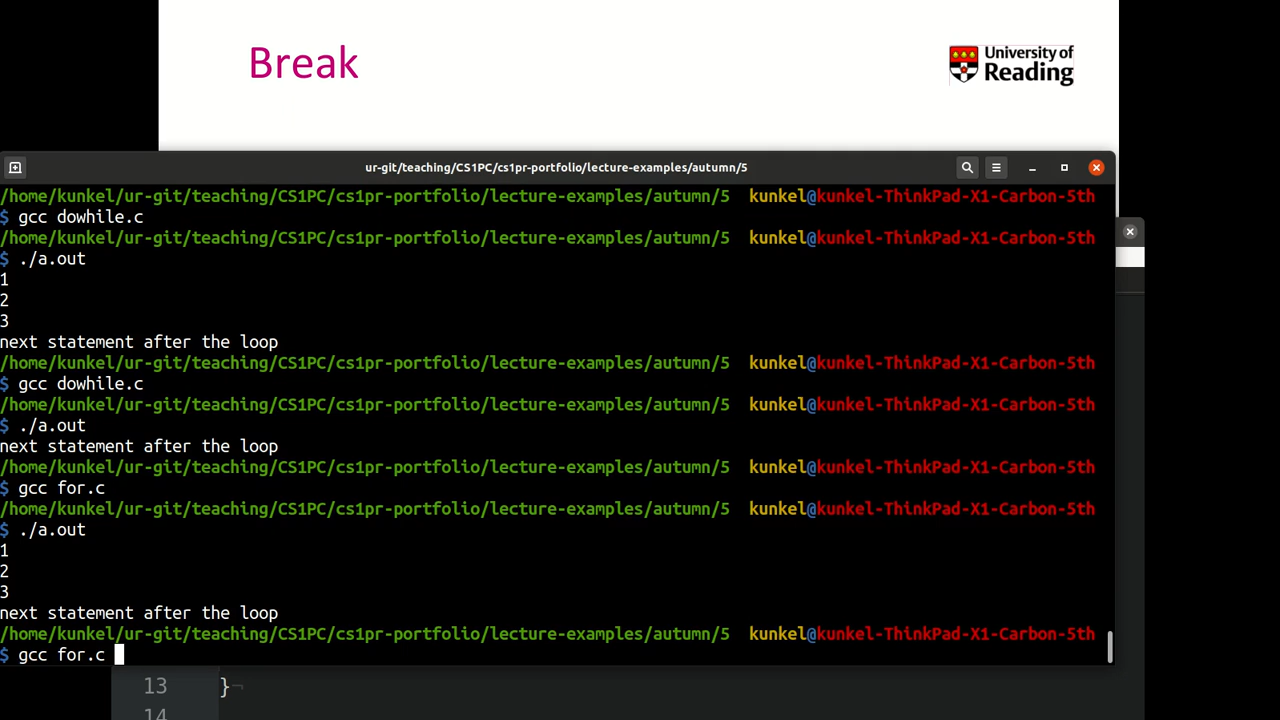 Break
University of
Reading
ur-git/teaching/CS1PC/cs1pr-portfolio/lecture-examples/autumn/5
/home/kunkel/ur-git/teaching/CS1PC/cs1pr-portfolio/lecture-examples/autumn/5 kunkel@kunkel-ThinkPad-X1-Carbon-5th
$ gcc dowhile.c
/home/kunkel/ur-git/teaching/CS1PC/cs1pr-portfolio/lecture-examples/autumn/5 kunkel@kunkel-ThinkPad-X1-Carbon-5th
$ ./a.out
1
2
3
next statement after the loop
/home/kunkel/ur-git/teaching/CS1PC/cs1pr-portfolio/lecture-examples/autumn/5 kunkel@kunkel-ThinkPad-X1-Carbon-5th
$ gcc dowhile.c
/home/kunkel/ur-git/teaching/CS1PC/cs1pr-portfolio/lecture-examples/autumn/5 kunkel@kunkel-ThinkPad-X1-Carbon-5th
$ ./a.out
next statement after the loop
/home/kunkel/ur-git/teaching/CS1PC/cs1pr-portfolio/lecture-examples/autumn/5 kunkel@kunkel-ThinkPad-X1-Carbon-5th
$ gcc for.c
/home/kunkel/ur-git/teaching/CS1PC/cs1pr-portfolio/lecture-examples/autumn/5 kunkel@kunkel-ThinkPad-X1-Carbon-5th
$ ./a.out
1
2
3
next statement after the loop
/home/kunkel/ur-git/teaching/CS1PC/cs1pr-portfolio/lecture-examples/autumn/5 kunkel@kunkel-ThinkPad-X1-Carbon-5th
$ gcc for.c
13 }¬
14